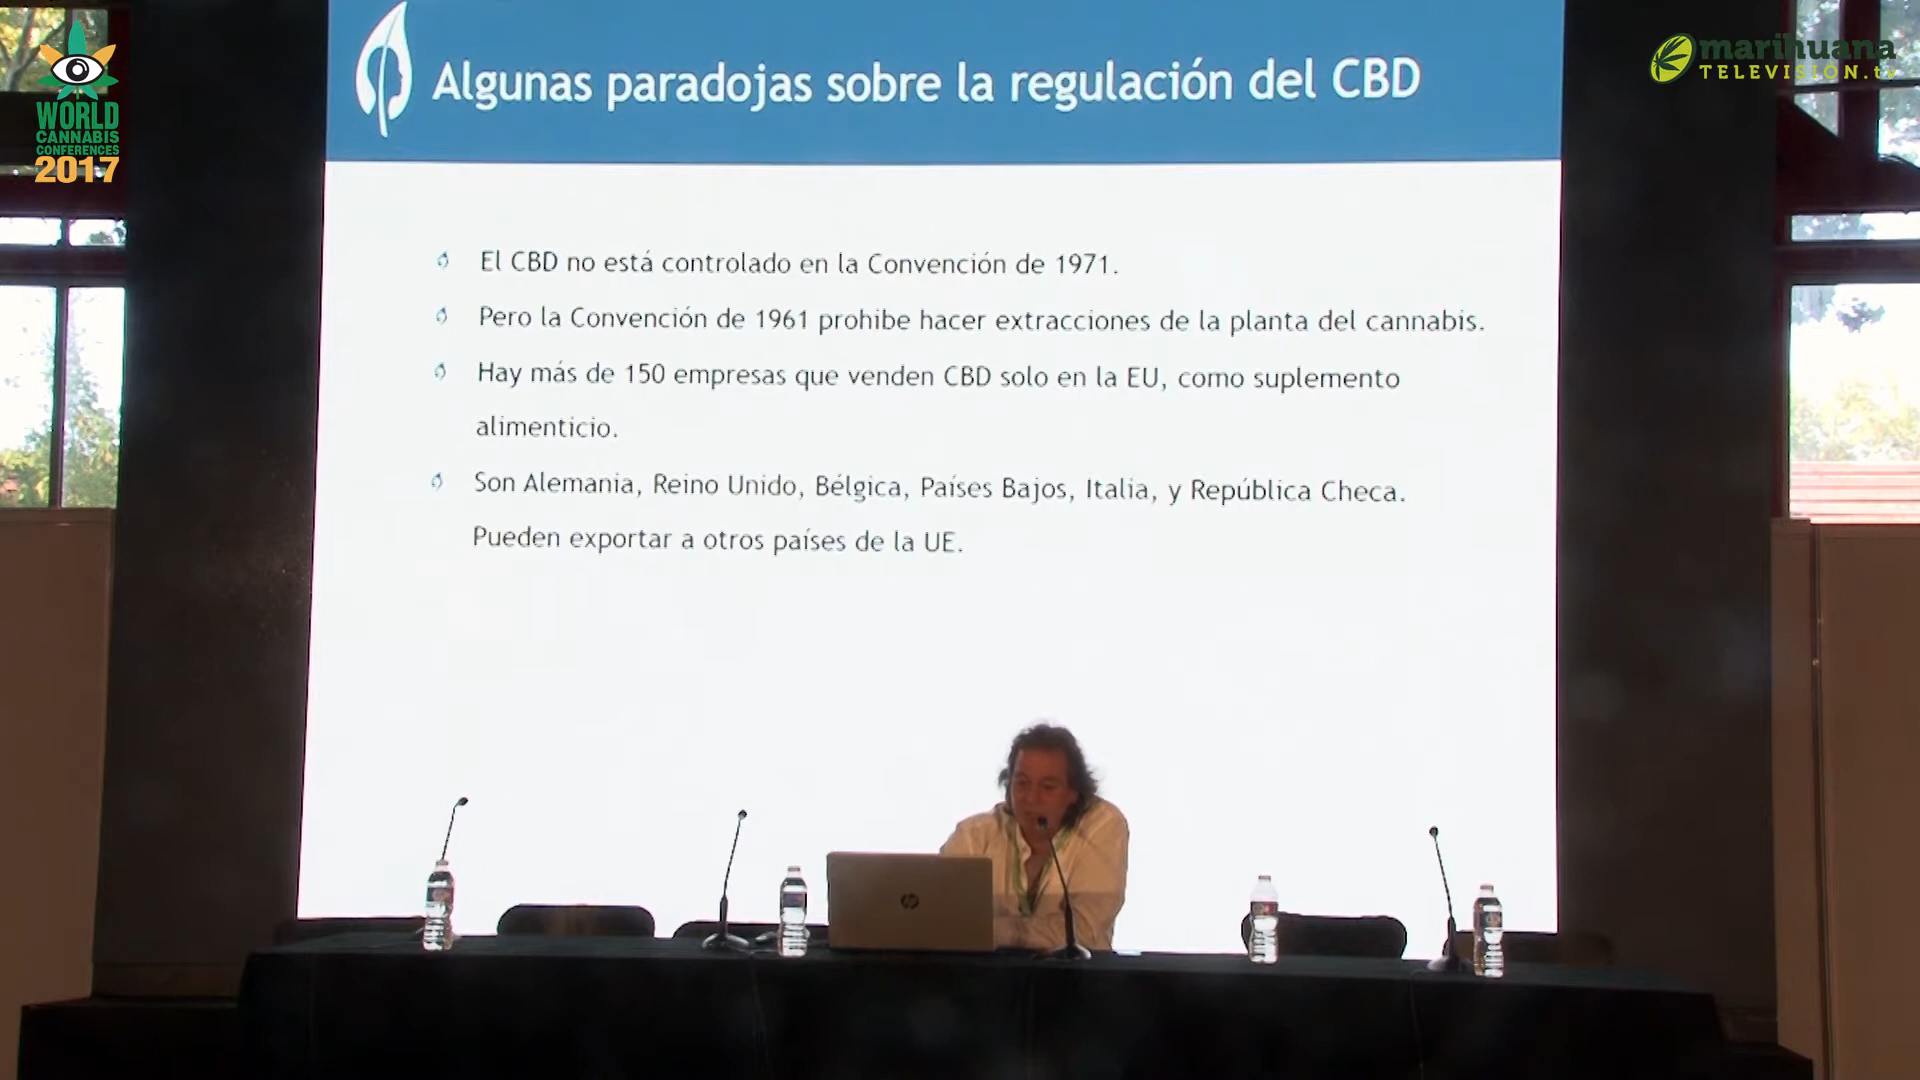 WORLD
CANNABIS
CONFERENCES
2017
marihuana
TELEVISION.tv
Algunas paradojas sobre la regulación del CBD
El CBD no está controlado en la Convención de 1971.
Pero la Convención de 1961 prohibe hacer extracciones de la planta del cannabis.
Hay más de 150 empresas que venden CBD solo en la EU, como suplemento
alimenticio.
Son Alemania, Reino Unido, Bélgica, Países Bajos, Italia, y República Checa.
Pueden exportar a otros países de la UE.
hp